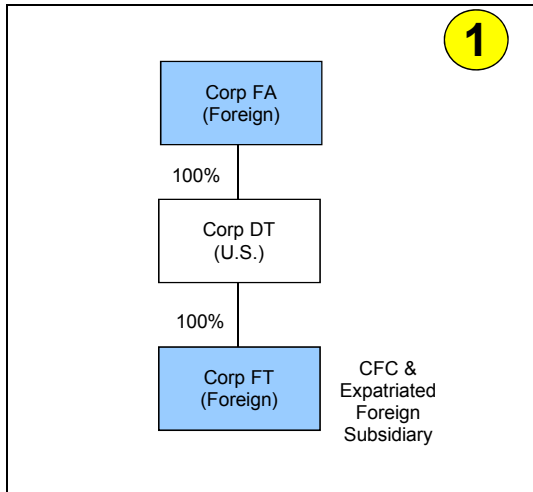 1
Corp FA
(Foreign)
100%
Corp DT
(U.S.)
100%
Corp FT
(Foreign)
CFC &
Expatriated
Foreign
Subsidiary